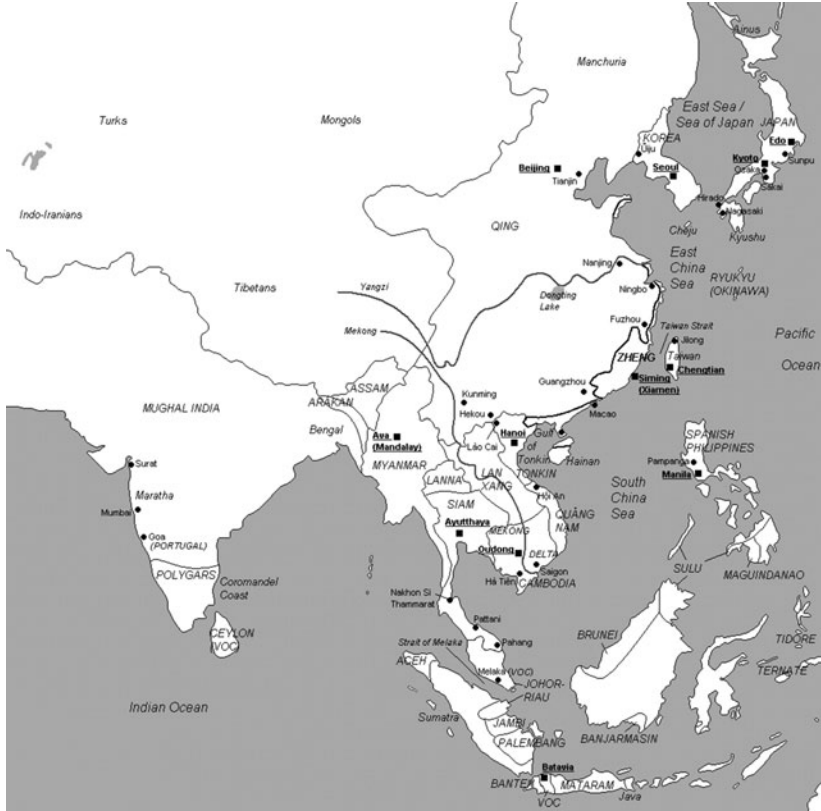 Ainus
Manchuria
Turks
Mongols
East Sea /
Sea of Japan
JAPAN
KOREA
Ŭiju
Edo
Beijing
Tianjin
Seoul
Kyoto
Sunpu
Osaka
Sakai
Hirado
Nagasaki
Indo-Iranians
QING
Cheju
Kyushu
Nanjing
East
China
Sea
RYUKYU
(OKINAWA)
Tibetans
Yangzi
Dongting
Lake
Ningbo
Mekong
Fuzhou
Taiwan Strait
Pacific
Ocean
Jilong
ZHENG
Taiwan
Chengtian
ASSAM
Guangzhou
Siming
(Xiamen)
MUGHAL INDIA
ARAKAN
Kunming
Hekou
Macao
Bengal
Ava
(Mandalay)
Hanoi
Gulf
of
Tonkin
Hainan
SPANISH
PHILIPPINES
Láo Cai
MYANMAR
LAN
XANG
TONKIN
Surat
LANNA
South
China
Sea
Pampanga
Manila
Maratha
Mumbai
SIAM
Hội An
QUẢNG
NAM
Goa
(PORTUGAL)
Ayutthaya
MEKONG
DELTA
Oudong
POLYGARS
Coromandel
Coast
Saigon
Hà Tiên
CAMBODIA
SULU
MAGUINDANAO
Nakhon Si
Thammarat
CEYLON
(VOC)
Pattani
Pahang
BRUNEI
TIDORE
Strait of Melaka
ACEH
Melaka (VOC)
TERNATE
JOHOR-
RIAU
Indian Ocean
Sumatra
JAMBI
PALEMBANG
BANJARMASIN
Batavia
BANTEN
MATARAM
Java
VOC